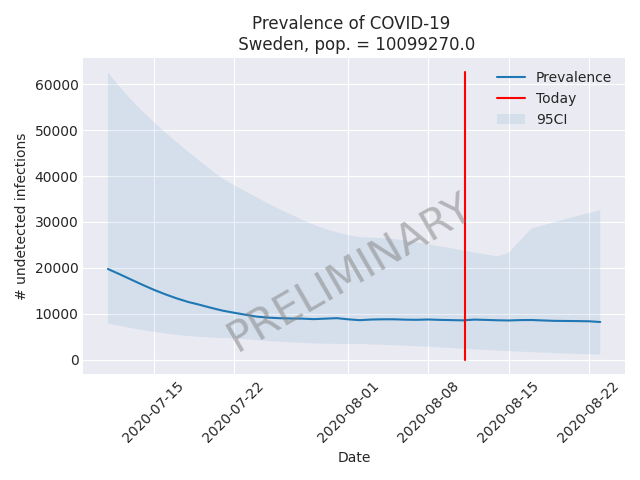 Prevalence of COVID-19
Sweden, pop. = 10099270.0
Prevalence
Today
95CI
60000
50000
40000
30000
20000
10000
0
# undetected infections
PRELIMINARY
2020-07-15
2020-07-22
2020-08-01
2020-08-08
2020-08-15
2020-08-22
Date